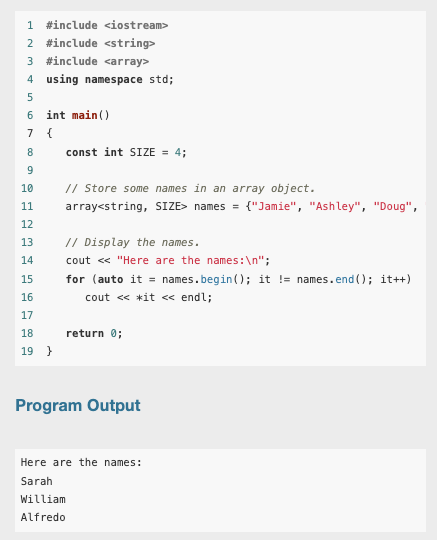 1 #include <iostream>
2 #include <string>
3 #include <array>
4 using namespace std;
5
6 int main()
7 {
8 const int SIZE = 4;
9
10 // Store some names in an array object.
11 array<string, SIZE> names = {"Jamie", "Ashley", "Doug",
12
13 // Display the names.
14 cout << "Here are the names:\n";
15 for (auto it = names.begin(); it != names.end(); it++)
16 cout << *it << endl;
17
18 return 0;
19 }
Program Output
Here are the names:
Sarah
William
Alfredo